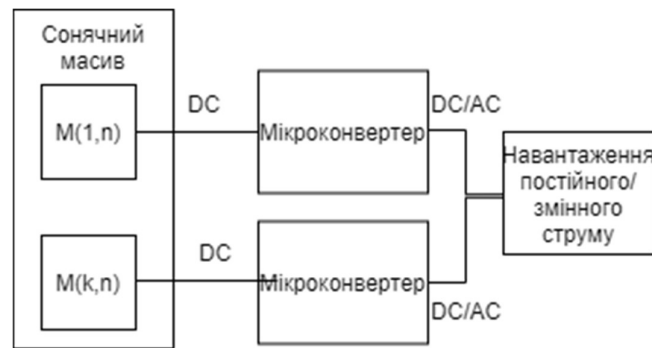 Сонячний
масив
M(1,n)
DC
Мікроконвертер
DC/AC
Навантаження
постійного/
змінного
струму
M(k,n)
DC
Мікроконвертер
DC/AC